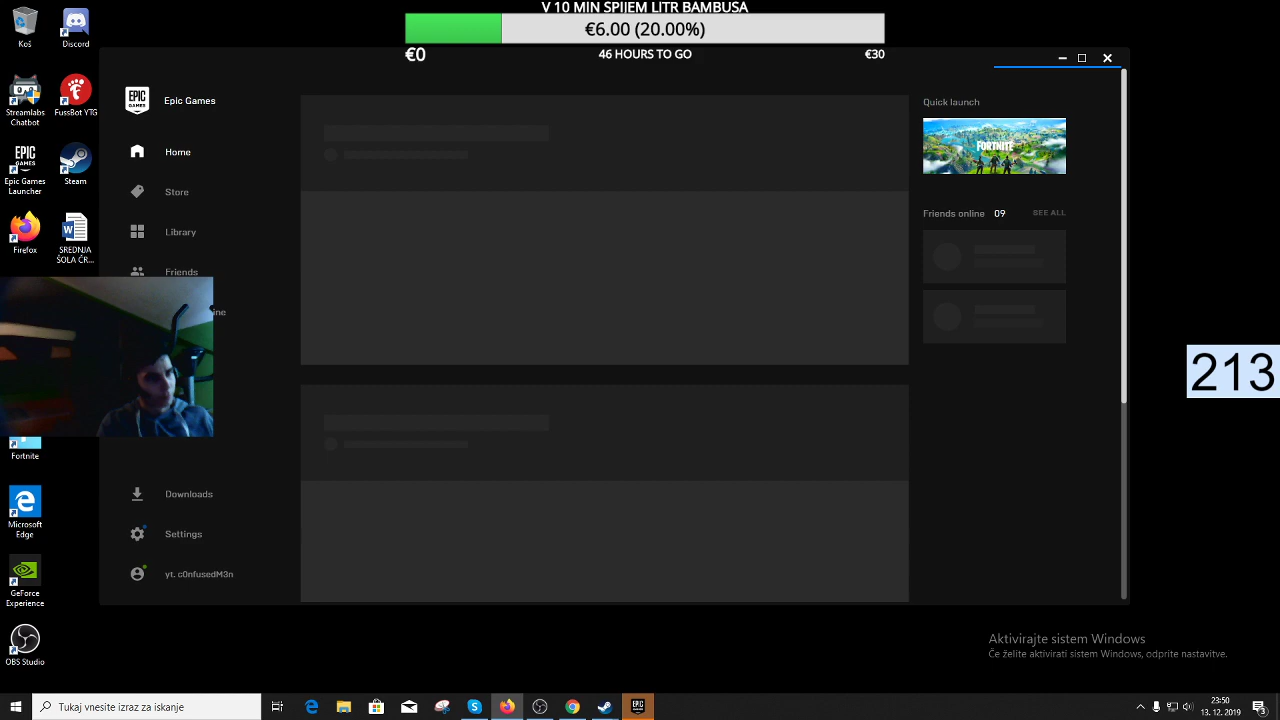 V 10 MIN SPIJEM LITR BAMBUSA
€6.00 (20.00%)
€0
46 HOURS TO GO
€30
Koš
Discord
Streamlabs
Chatbot
FussBot YTG
Epic Games
Launcher
Steam
Firefox
SREDNJA
ŠOLA ČR...
Fortnite
Microsoft
Edge
GeForce
Experience
OBS Studio
EPIC
GAMES
Epic Games
Home
Store
Library
Friends
ine
Downloads
Settings
yt. c0nfusedM3n
Quick launch
FORTNITE
Friends online 09 SEE ALL
213
Aktivirajte sistem Windows
Če želite aktivirati sistem Windows, odprite nastavitve.
Tukaj vnesite izraz za iskanje
23:50
13. 12. 2019